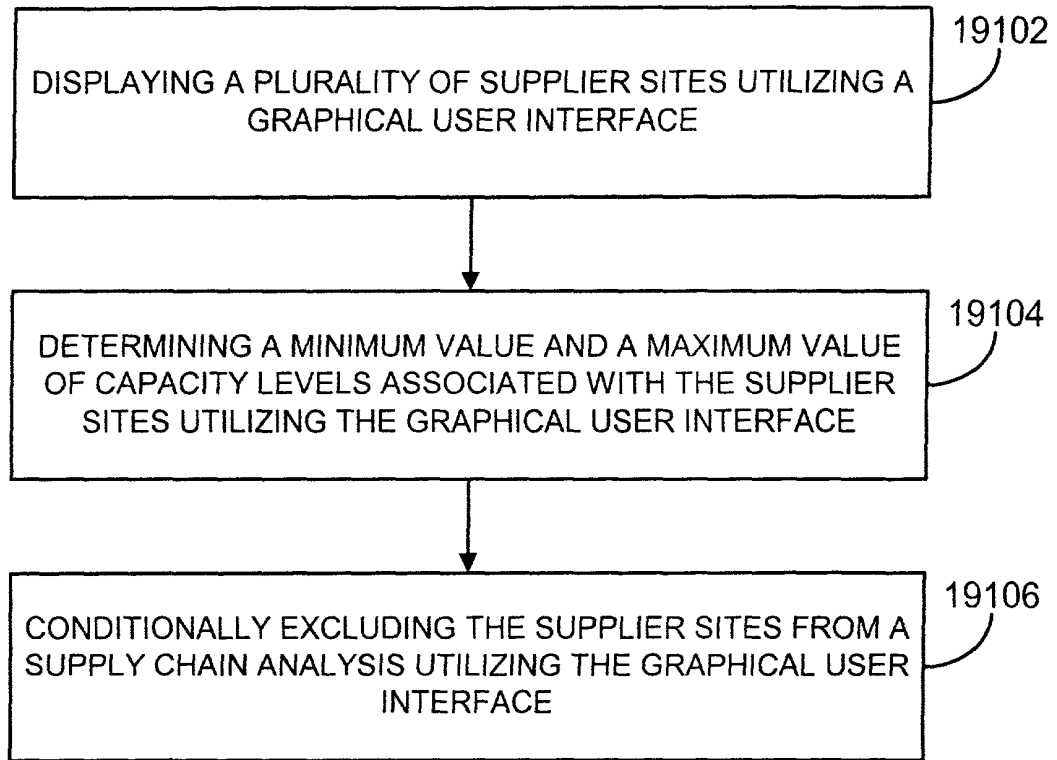 19102
DISPLAYING A PLURALITY OF SUPPLIER SITES UTILIZING A
GRAPHICAL USER INTERFACE
19104
DETERMINING A MINIMUM VALUE AND A MAXIMUM VALUE
OF CAPACITY LEVELS ASSOCIATED WITH THE SUPPLIER
SITES UTILIZING THE GRAPHICAL USER INTERFACE
19106
CONDITIONALLY EXCLUDING THE SUPPLIER SITES FROM A
SUPPLY CHAIN ANALYSIS UTILIZING THE GRAPHICAL USER
INTERFACE